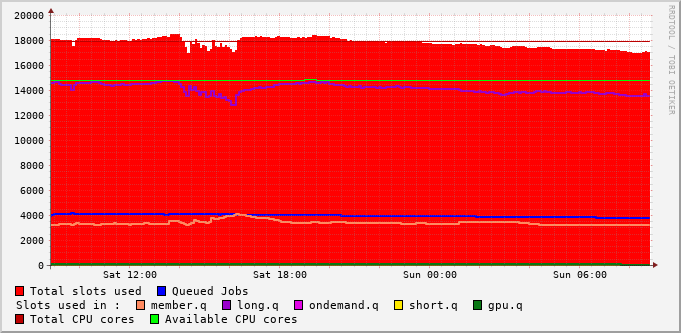 20000
18000
16000
14000
12000
10000
8000
6000
4000
2000
0
Sat 12:00 Sat 18:00 Sun 00:00 Sun 06:00
RRDTOOL / TOBI OETIKER
Total slots used Queued Jobs
Slots used in : member.q long.q ondemand.q short.q gpu.q
Total CPU cores Available CPU cores